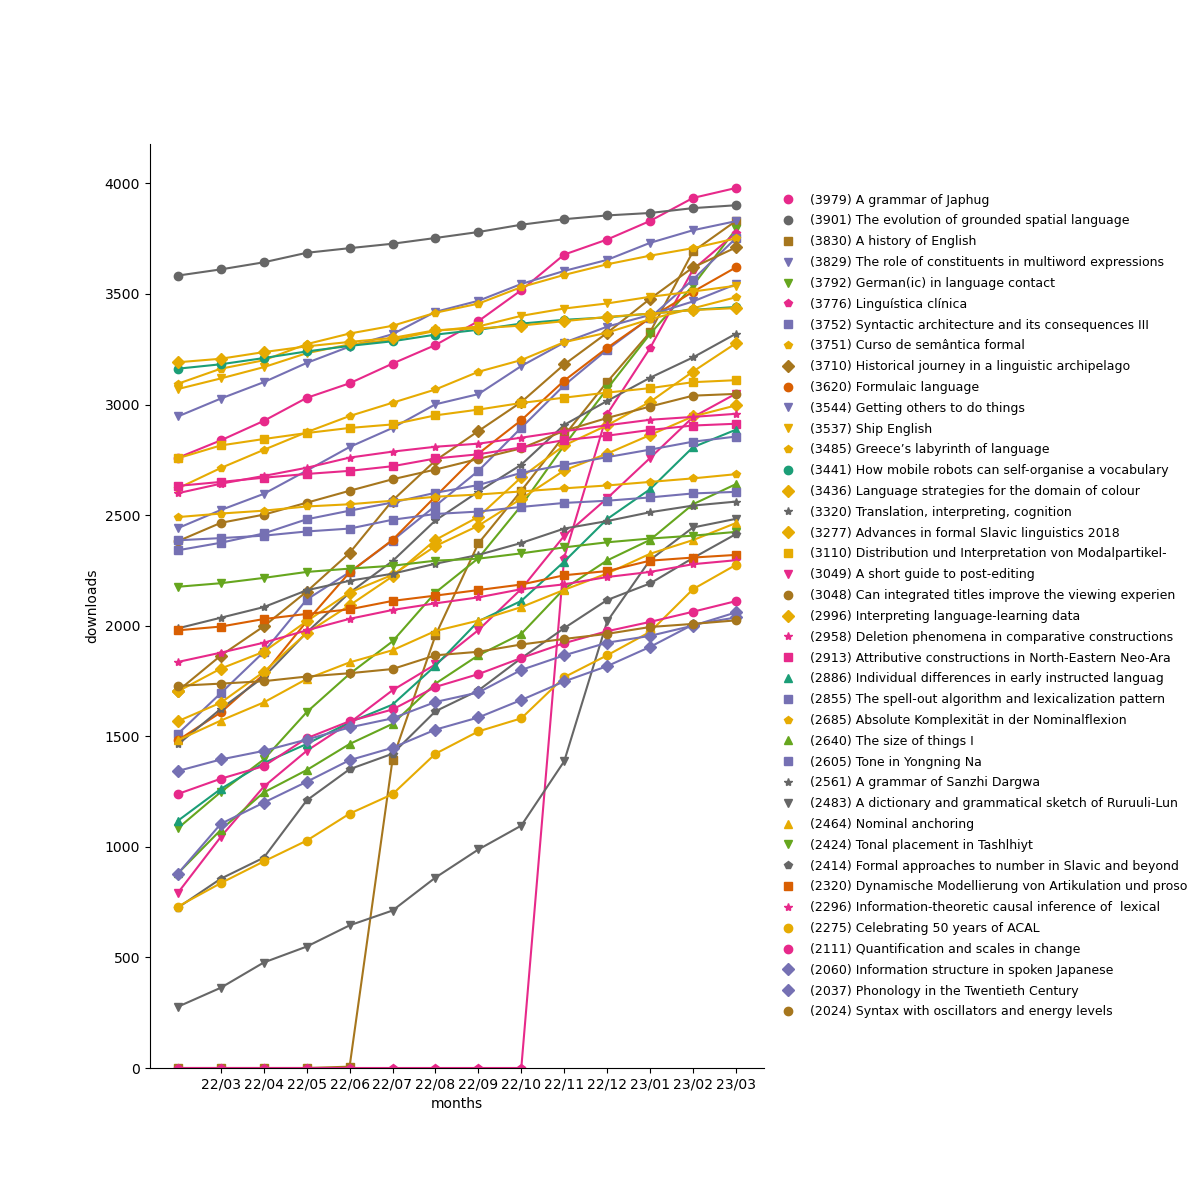 4000
3500
3000
2500
2000
1500
1000
500
0
downloads
22/03 22/04 22/05 22/06 22/07 22/08 22/09 22/10 22/11 22/12 23/01 23/02 23/03
months
(3979) A grammar of Japhug
(3901) The evolution of grounded spatial language
(3830) A history of English
(3829) The role of constituents in multiword expressions
(3792) German(ic) in language contact
(3776) Linguística clínica
(3752) Syntactic architecture and its consequences III
(3751) Curso de semântica formal
(3710) Historical journey in a linguistic archipelago
(3620) Formulaic language
(3544) Getting others to do things
(3537) Ship English
(3485) Greece’s labyrinth of language
(3441) How mobile robots can self-organise a vocabulary
(3436) Language strategies for the domain of colour
(3320) Translation, interpreting, cognition
(3277) Advances in formal Slavic linguistics 2018
(3110) Distribution und Interpretation von Modalpartikel-
(3049) A short guide to post-editing
(3048) Can integrated titles improve the viewing experien
(2996) Interpreting language-learning data
(2958) Deletion phenomena in comparative constructions
(2913) Attributive constructions in North-Eastern Neo-Ara
(2886) Individual differences in early instructed languag
(2855) The spell-out algorithm and lexicalization pattern
(2685) Absolute Komplexität in der Nominalflexion
(2640) The size of things I
(2605) Tone in Yongning Na
(2561) A grammar of Sanzhi Dargwa
(2483) A dictionary and grammatical sketch of Ruruuli-Lun
(2464) Nominal anchoring
(2424) Tonal placement in Tashlhiyt
(2414) Formal approaches to number in Slavic and beyond
(2320) Dynamische Modellierung von Artikulation und proso
(2296) Information-theoretic causal inference of  lexical
(2275) Celebrating 50 years of ACAL
(2111) Quantification and scales in change
(2060) Information structure in spoken Japanese
(2037) Phonology in the Twentieth Century
(2024) Syntax with oscillators and energy levels